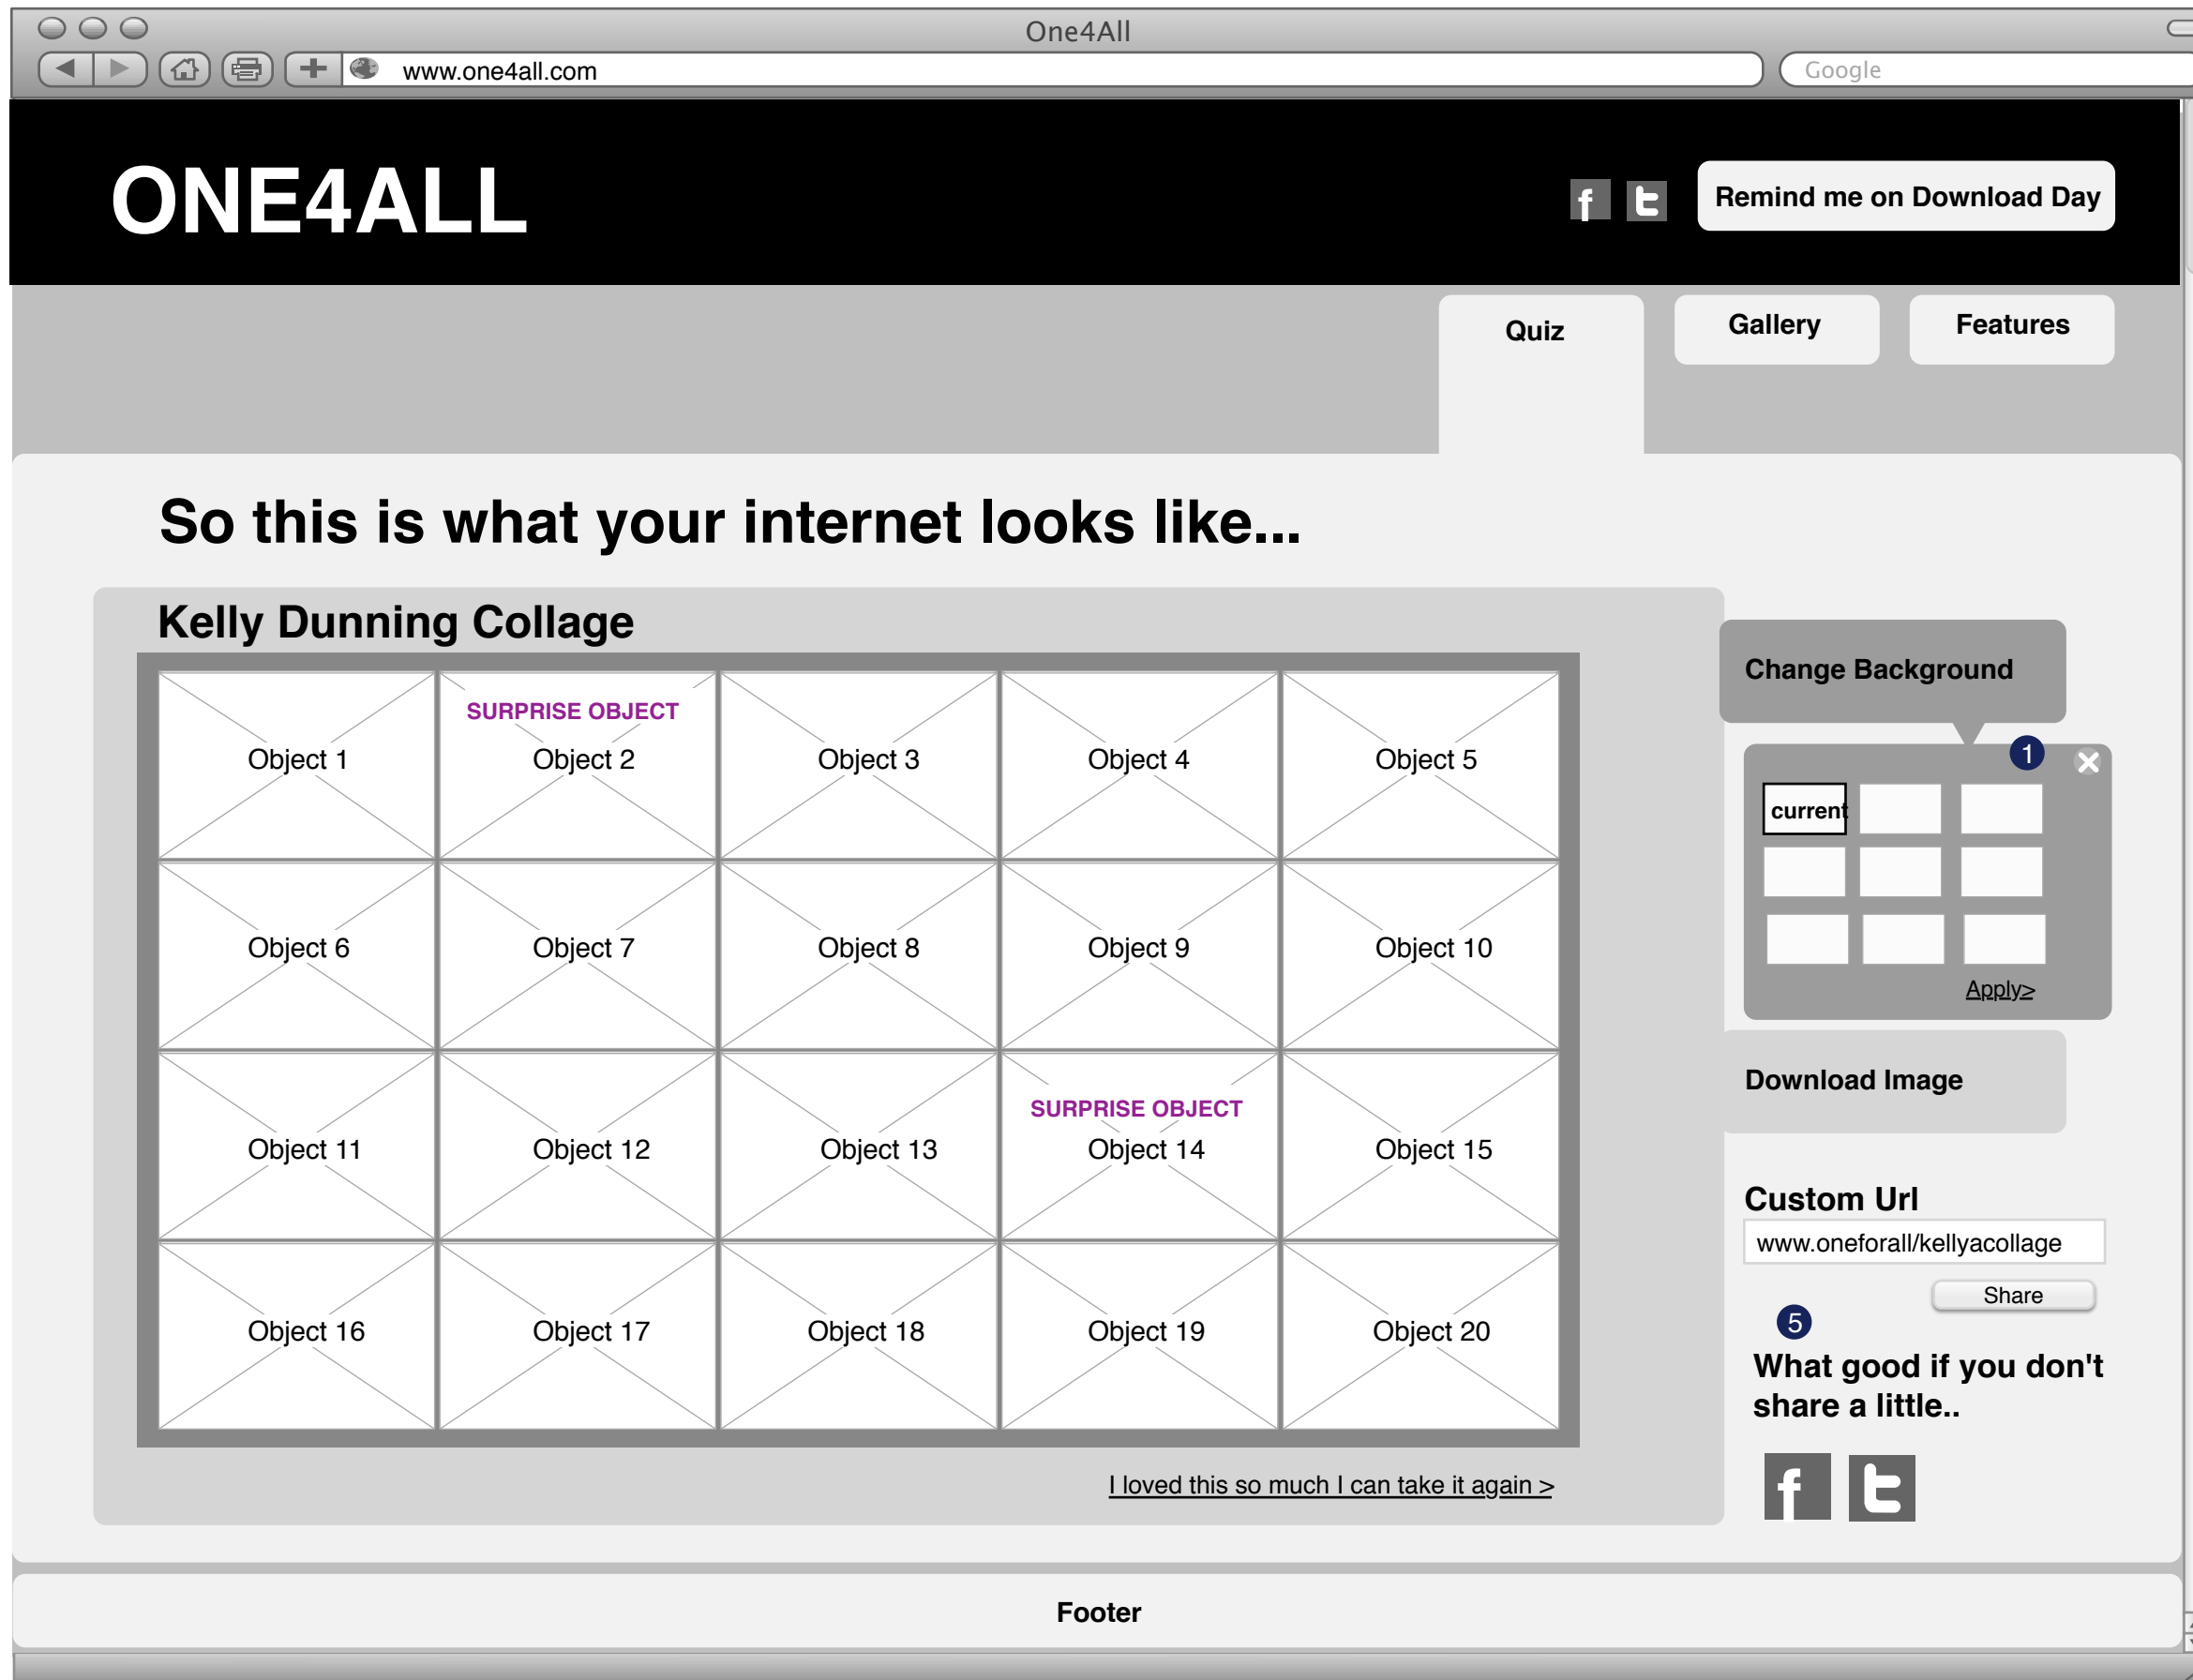 One4All
www.one4all.com
Google
ONE4ALL
f t
Remind me on Download Day
Quiz
Gallery
Features
So this is what your internet looks like...
Kelly Dunning Collage
Object 1
SURPRISE OBJECT
Object 2
Object 3
Object 4
Object 5
Object 6
Object 7
Object 8
Object 9
Object 10
Object 11
Object 12
Object 13
SURPRISE OBJECT
Object 14
Object 15
Object 16
Object 17
Object 18
Object 19
Object 20
I loved this so much I can take it again >
Change Background
1
current
Apply>
Download Image
Custom Url
www.oneforall/kellyacollage
Share
5
What good if you don't
share a little..
f t
Footer